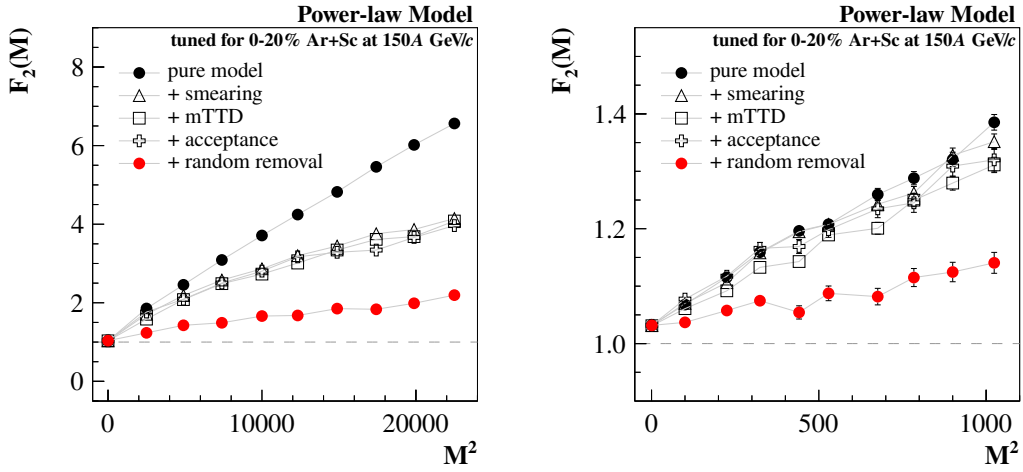 Power-law Model
tuned for 0-20% Ar+Sc at 150A GeV/c
F₂(M)
pure model
+ smearing
+ mTTD
+ acceptance
+ random removal
8
6
4
2
0
0 10000 20000
M²
Power-law Model
tuned for 0-20% Ar+Sc at 150A GeV/c
F₂(M)
pure model
+ smearing
+ mTTD
+ acceptance
+ random removal
1.4
1.2
1.0
0 500 1000
M²